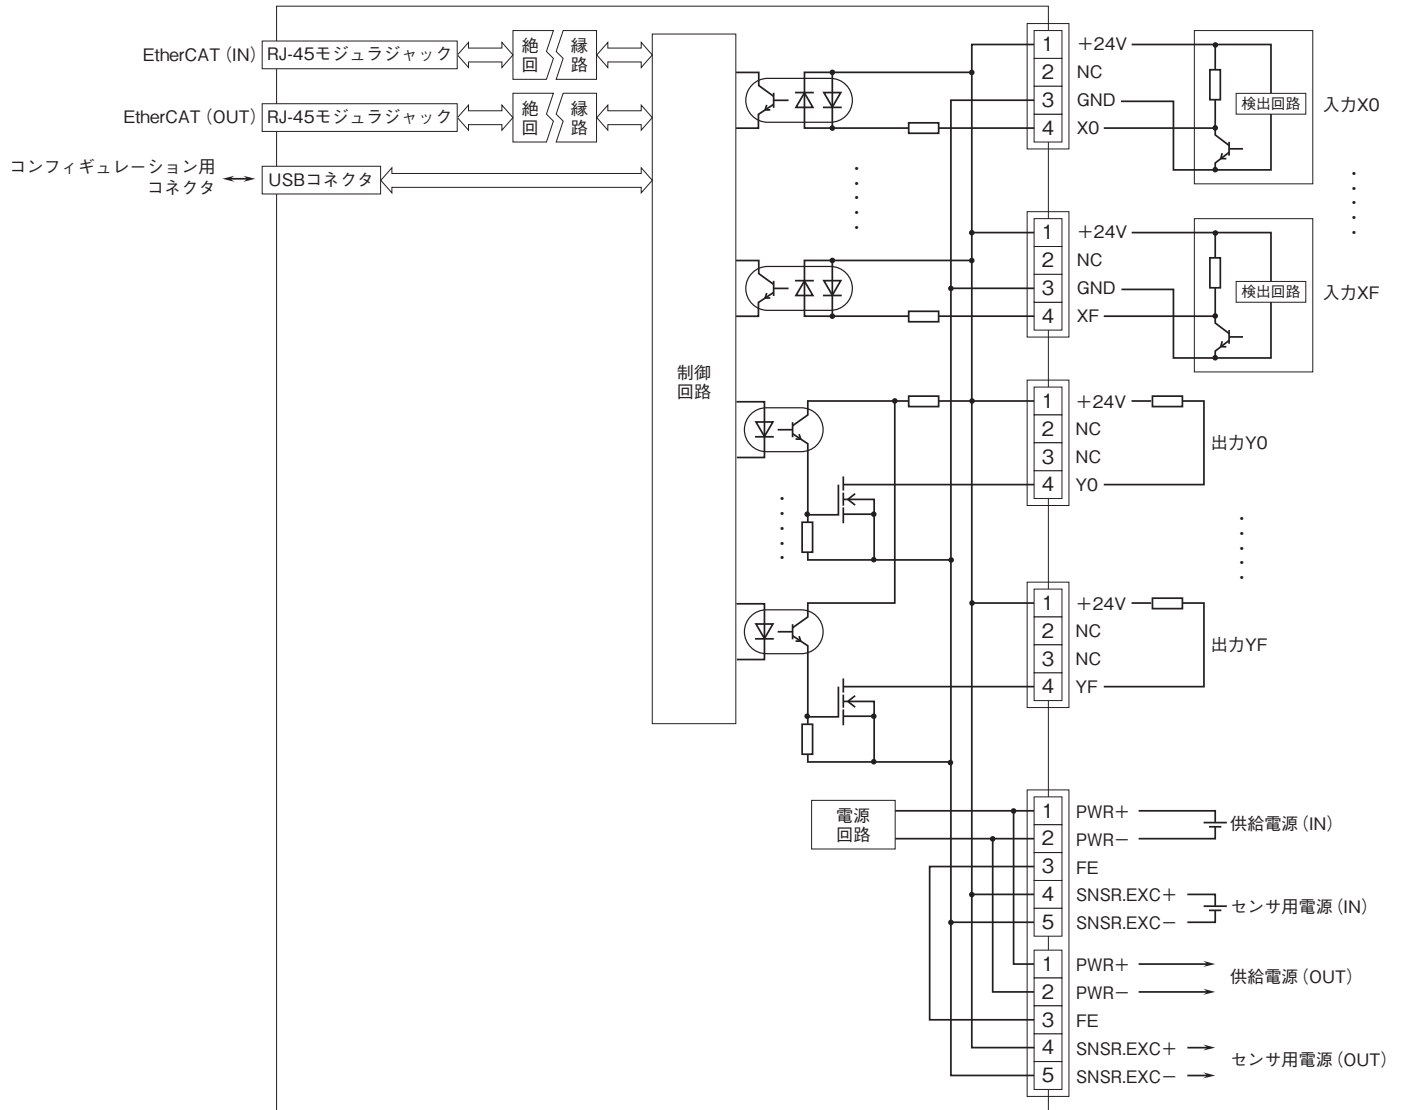 EtherCAT (IN)
RJ-45モジュラジャック
絶回
縁路
EtherCAT (OUT)
RJ-45モジュラジャック
絶回
縁路
コンフィギュレーション用
コネクタ
USBコネクタ
制御
回路
1 +24V
2 NC
3 GND
4 X0
検出回路
入力X0
1 +24V
2 NC
3 GND
4 XF
検出回路
入力XF
1 +24V
2 NC
3 NC
4 Y0
出力Y0
1 +24V
2 NC
3 NC
4 YF
出力YF
電源
回路
1 PWR+
2 PWR−
3 FE
4 SNSR.EXC+
5 SNSR.EXC−
供給電源 (IN)
センサ用電源 (IN)
1 PWR+
2 PWR−
3 FE
4 SNSR.EXC+
5 SNSR.EXC−
供給電源 (OUT)
センサ用電源 (OUT)